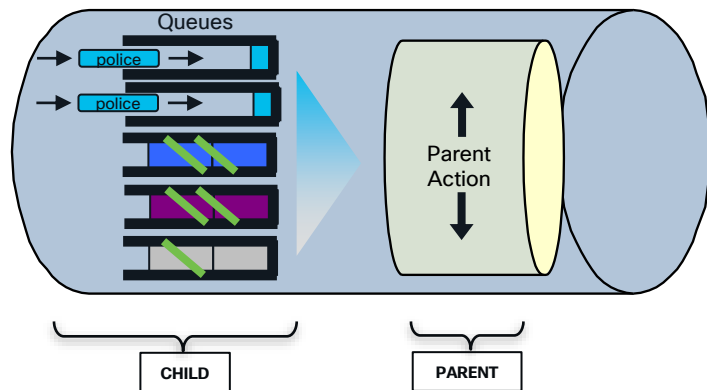 Queues
police
police
Parent
Action
CHILD
PARENT